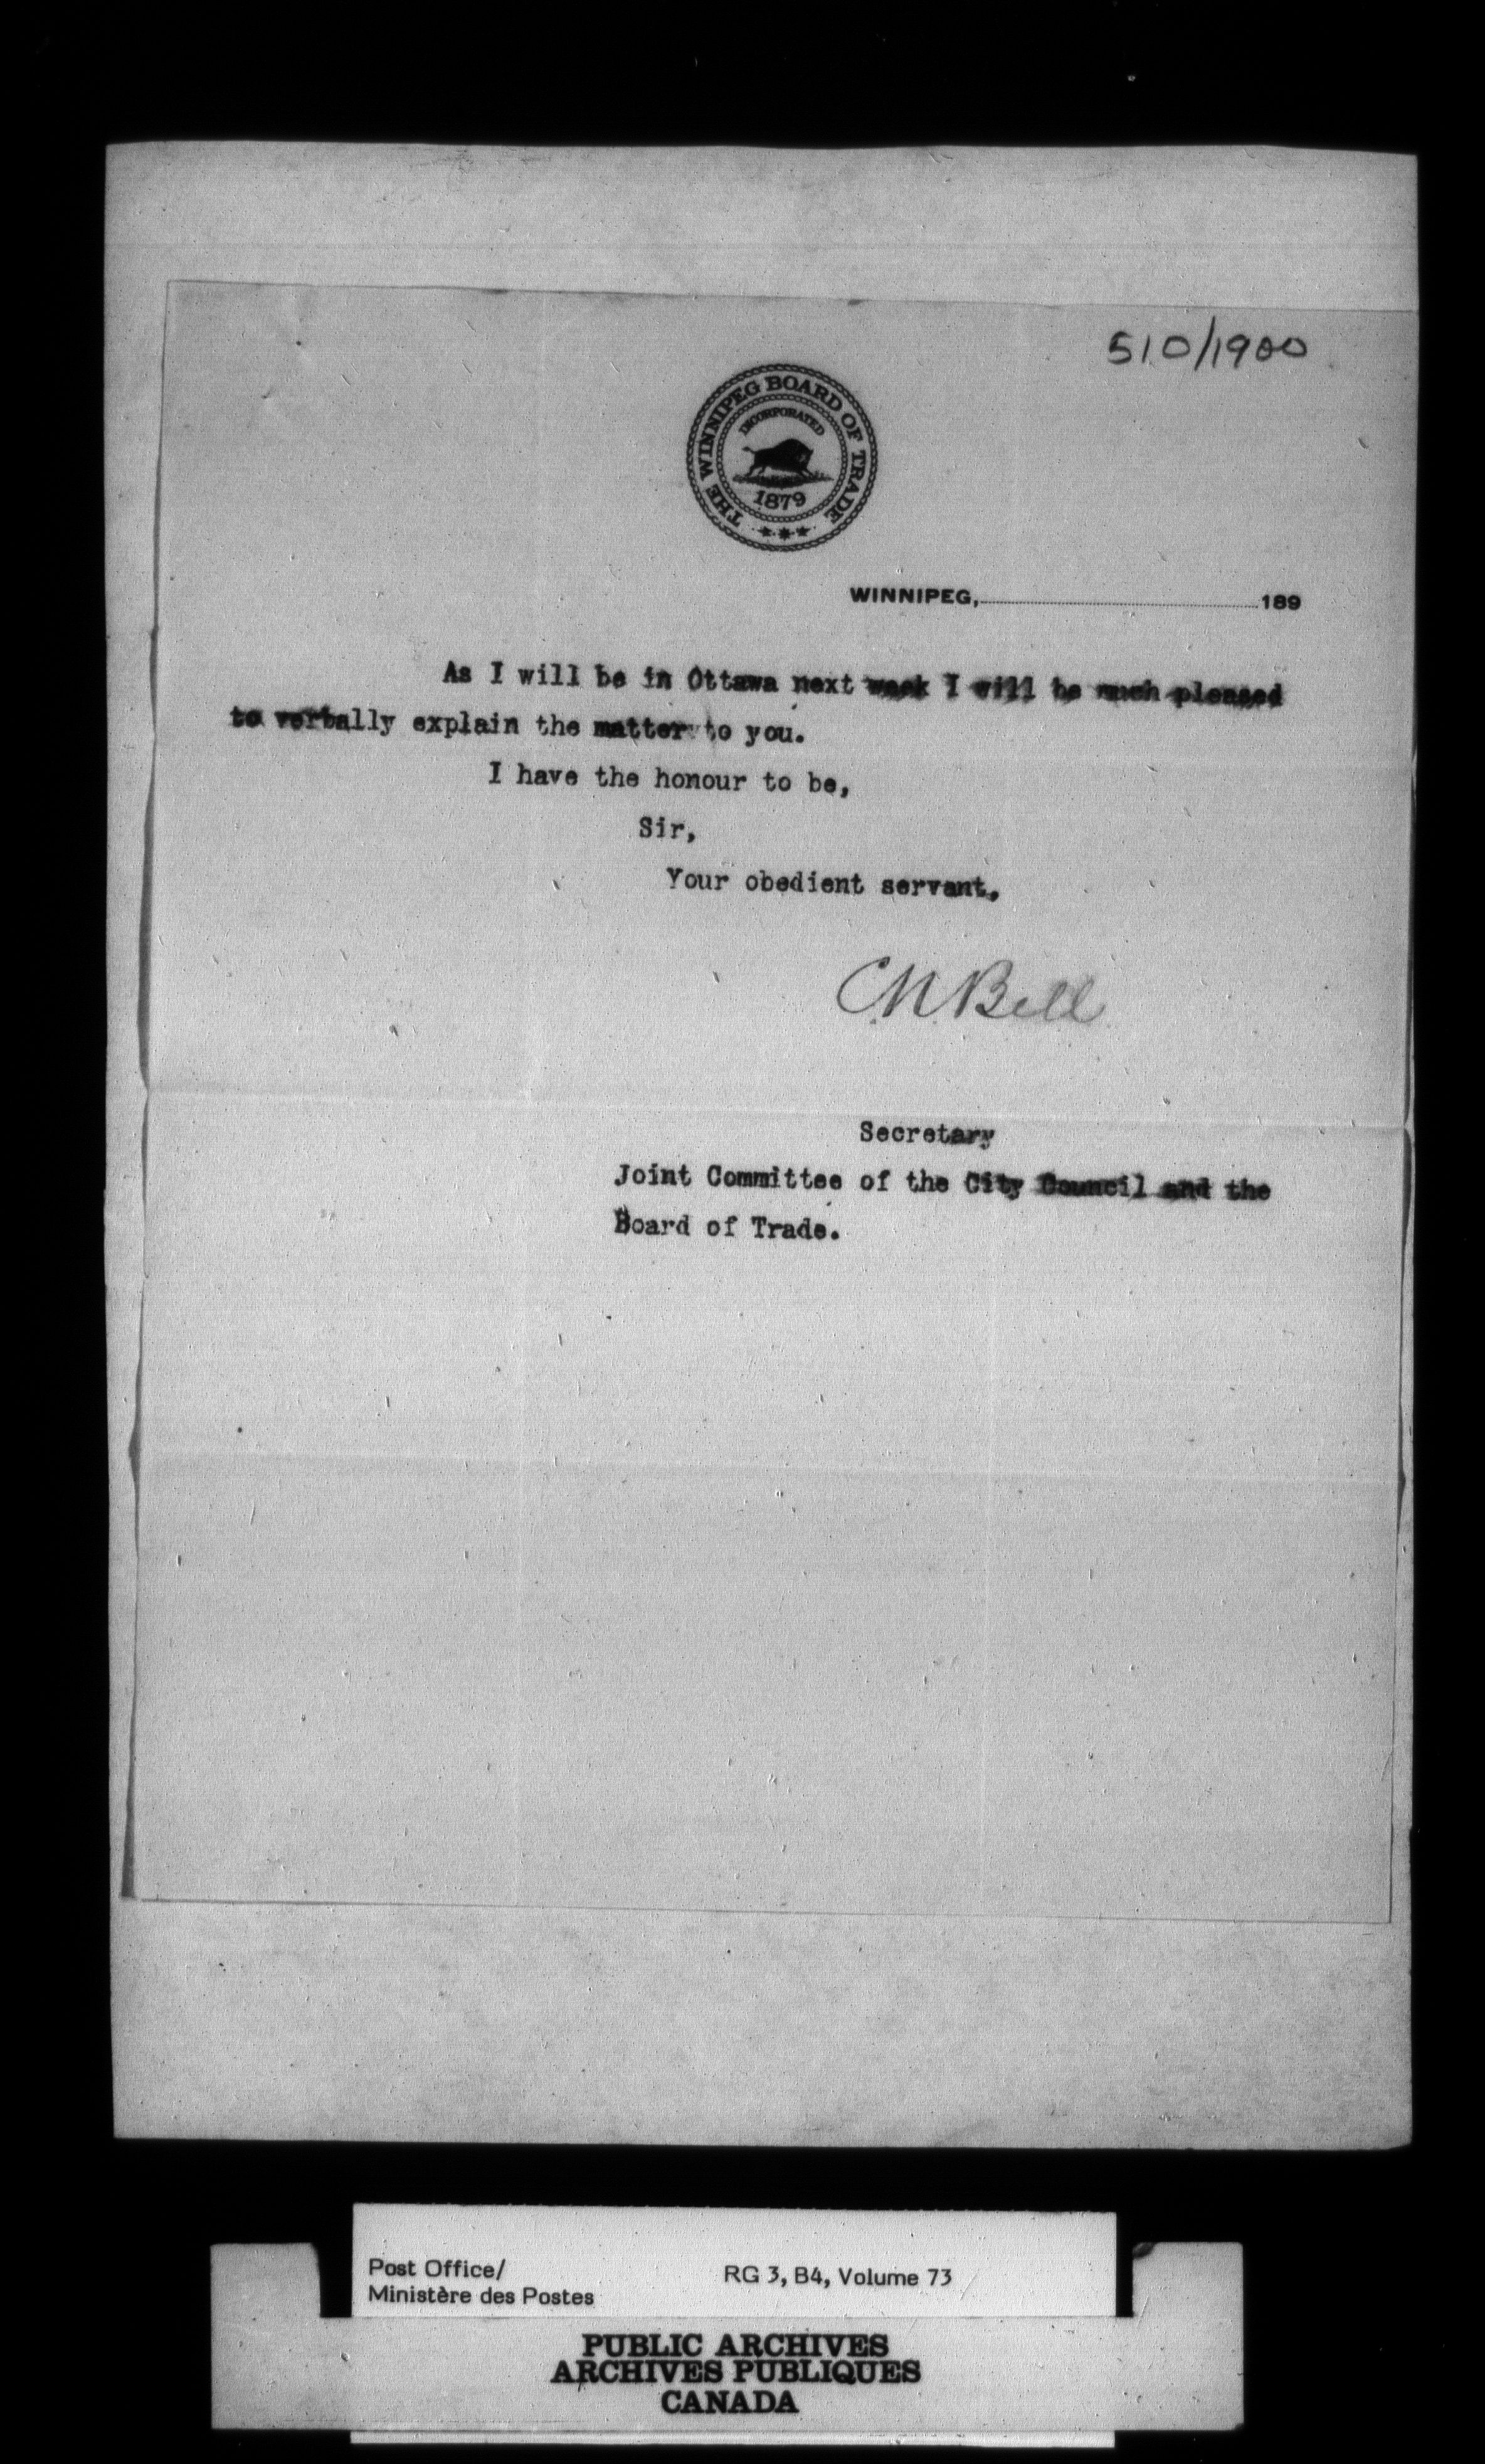 510/1900
THE WINNIPEG BOARD OF TRADE
INCORPORATED
1879
WINNIPEG, 189
As I will be in Ottawa next week I will be much pleased
to verbally explain the matter to you.
I have the honour to be,
Sir,
Your obedient servant.
C.N. Bell
Secretary
Joint Committee of the City Council and the
Board of Trade.
Post Office/
Ministère des Postes
RG 3, B4, Volume 73
PUBLIC ARCHIVES
ARCHIVES PUBLIQUES
CANADA